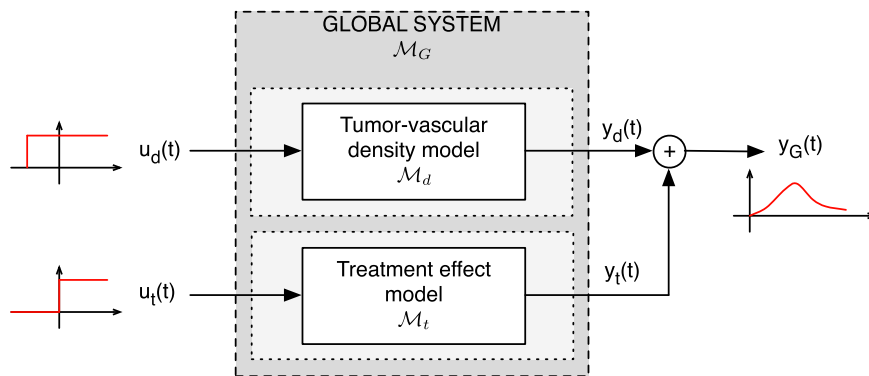 GLOBAL SYSTEM
ℳ_G
u_d(t)
Tumor-vascular
density model
ℳ_d
y_d(t)
+
y_G(t)
u_t(t)
Treatment effect
model
ℳ_t
y_t(t)